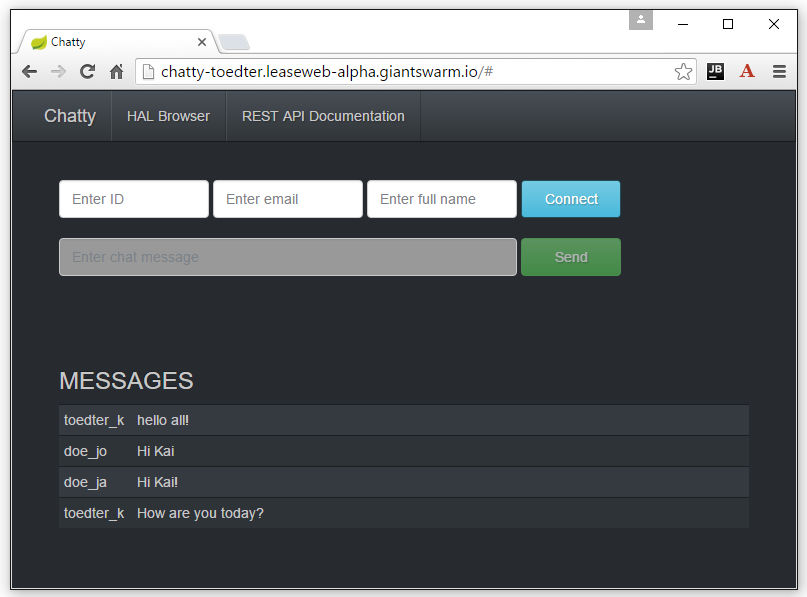 Chatty
chatty-toedter.leaseweb-alpha.giantswarm.io/#
JB
A
Chatty HAL Browser REST API Documentation
Enter ID Enter email Enter full name Connect
Enter chat message Send
MESSAGES
toedter_k hello all!
doe_jo Hi Kai
doe_ja Hi Kai!
toedter_k How are you today?